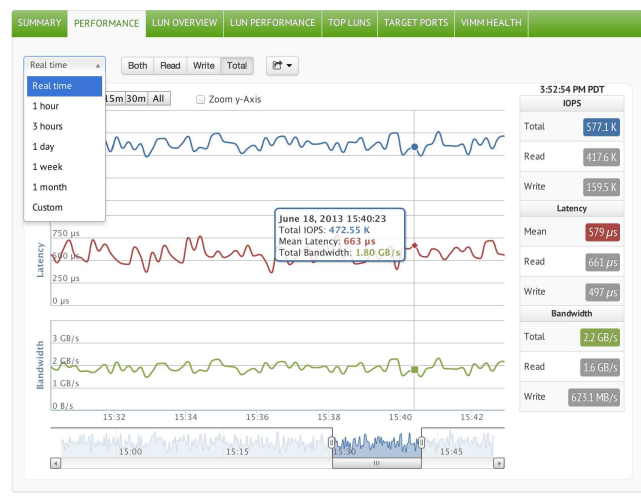 SUMMARY PERFORMANCE LUN OVERVIEW LUN PERFORMANCE TOP LUNS TARGET PORTS VIMM HEALTH
Real time Both Read Write Total
Real time
1 hour
3 hours
1 day
1 week
1 month
Custom
15m 30m All Zoom y-Axis
June 18, 2013 15:40:23
Total IOPS: 472.55 K
Mean Latency: 663 µs
Total Bandwidth: 1.80 GB/s
Latency
750 µs
500 µs
250 µs
0 µs
Bandwidth
3 GB/s
2 GB/s
1 GB/s
0 B/s
15:32 15:34 15:36 15:38 15:40 15:42
15:00 15:15 15:30 15:45
3:52:54 PM PDT
IOPS
Total 577.1 K
Read 417.6 K
Write 159.5 K
Latency
Mean 579 µs
Read 661 µs
Write 497 µs
Bandwidth
Total 2.2 GB/s
Read 1.6 GB/s
Write 623.1 MB/s